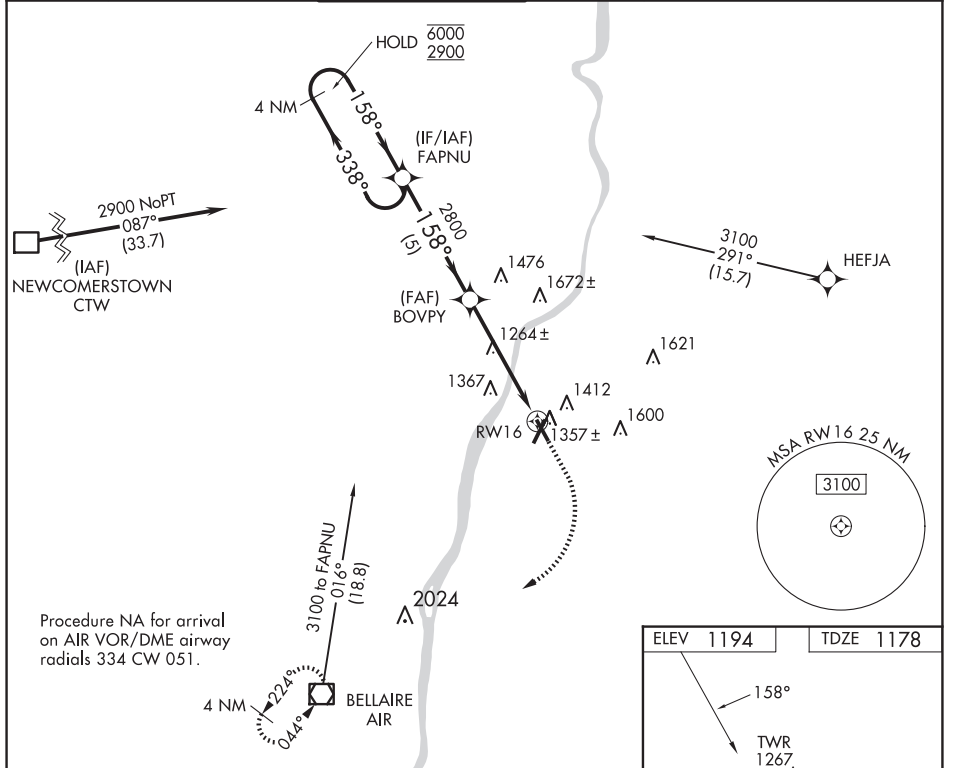 HOLD 6000
2900
4 NM
158°
338°
(IF/IAF)
FAPNU
2900 NoPT
087°
(33.7)
(IAF)
NEWCOMERSTOWN
CTW
2800
158°
(5)
3100
291°
(15.7)
HEFJA
(FAF)
BOVPY
1476
1672±
1264±
1621
1367
1412
1600
RW16
1357±
MSA RW16 25 NM
3100
3100 to FAPNU
016°
(18.8)
2024
Procedure NA for arrival
on AIR VOR/DME airway
radials 334 CW 051.
4 NM
224°
044°
BELLAIRE
AIR
ELEV 1194
TDZE 1178
158°
TWR
1267